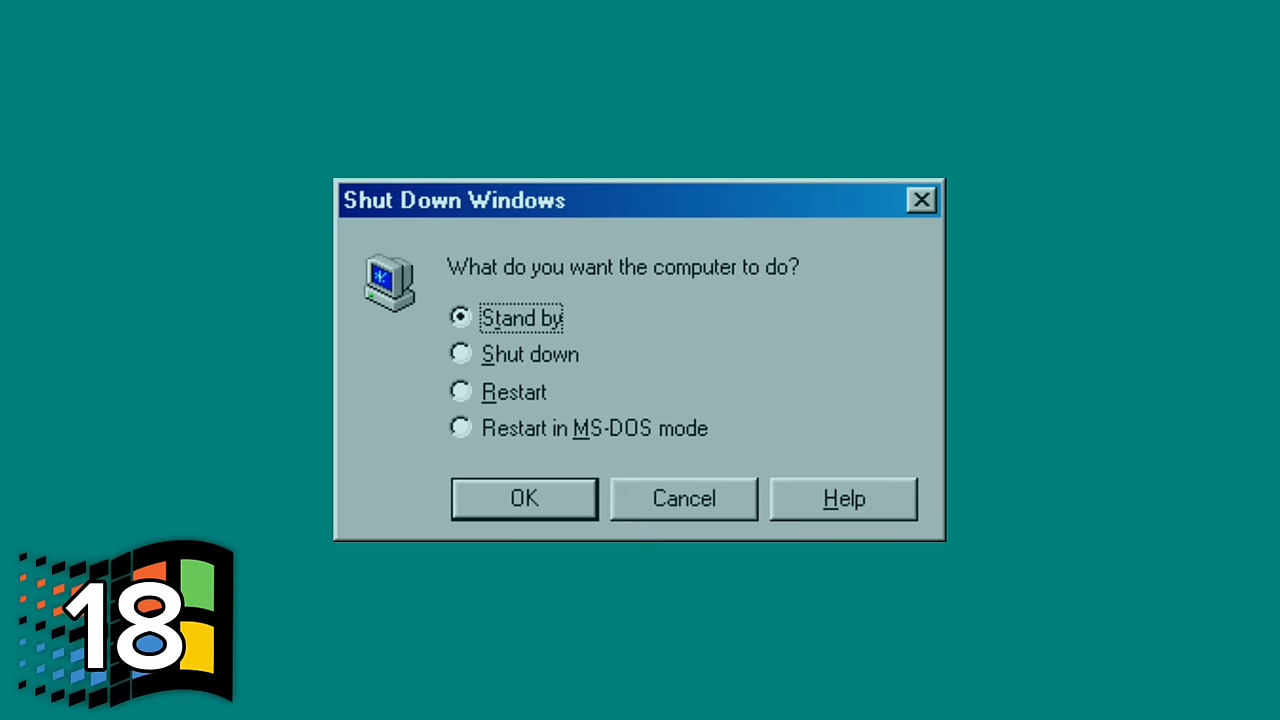 Shut Down Windows
What do you want the computer to do?
Stand by
Shut down
Restart
Restart in MS-DOS mode
OK Cancel Help
18